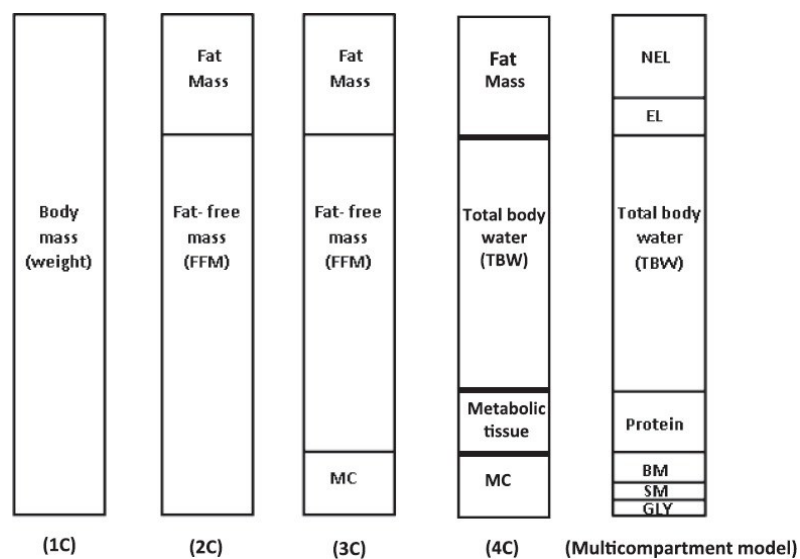 Body
mass
(weight)
(1C)
Fat
Mass
Fat- free
mass
(FFM)
(2C)
Fat
Mass
Fat- free
mass
(FFM)
MC
(3C)
Fat
Mass
Total body
water
(TBW)
Metabolic
tissue
MC
(4C)
NEL
EL
Total body
water
(TBW)
Protein
BM
SM
GLY
(Multicompartment model)